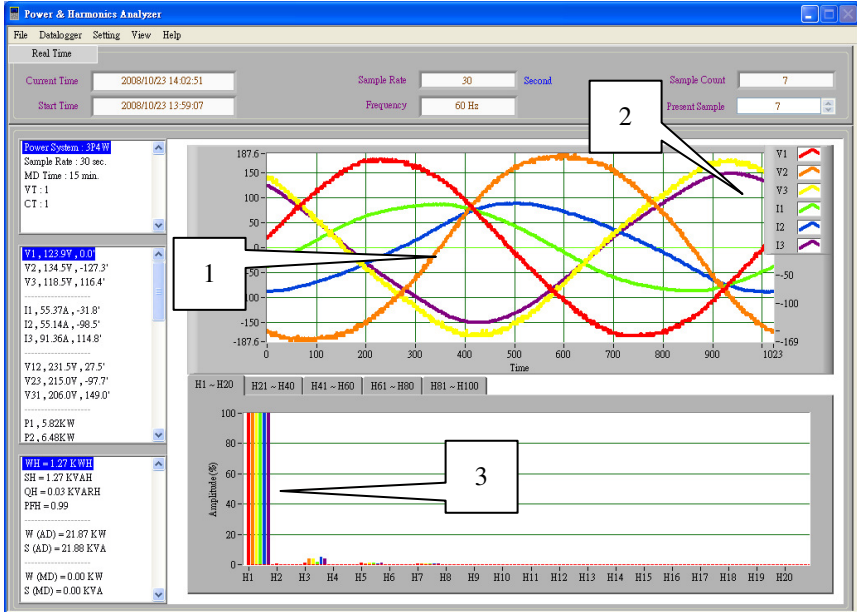 Power & Harmonics Analyzer
File Datalogger Setting View Help
Real Time
Current Time 2008/10/23 14:02:51 Sample Rate 30 Second Sample Count 7
Start Time 2008/10/23 13:59:07 Frequency 60 Hz Present Sample 7
2
Power System : 3P4W
Sample Rate : 30 sec.
MD Time : 15 min.
VT : 1
CT : 1
V1 , 123.9V , 0.0'
V2 , 134.5V , -127.3'
V3 , 118.5V , 116.4'
I1 , 55.37A , -31.8'
I2 , 55.14A , -98.5'
I3 , 91.36A , 114.8'
V12 , 231.5V , 27.5'
V23 , 215.0V , -97.7'
V31 , 206.0V , 149.0'
P1 , 5.82KW
P2 , 6.48KW
WH = 1.27 KWH
SH = 1.27 KVAH
QH = 0.03 KVARH
PFH = 0.99
W (AD) = 21.87 KW
S (AD) = 21.88 KVA
W (MD) = 0.00 KW
S (MD) = 0.00 KVA
187.6
150
100
50
0
-50
-100
-150
-187.6
1
V1
V2
V3
I1
I2
I3
-50
-100
-169
0 100 200 300 400 500 600 700 800 900 1023
Time
H1 ~ H20 H21 ~ H40 H41 ~ H60 H61 ~ H80 H81 ~ H100
Amplitude(%)
100
80
60
40
20
0
3
H1 H2 H3 H4 H5 H6 H7 H8 H9 H10 H11 H12 H13 H14 H15 H16 H17 H18 H19 H20